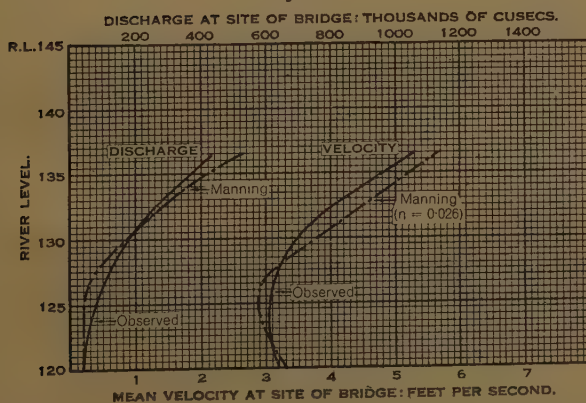 DISCHARGE AT SITE OF BRIDGE: THOUSANDS OF CUSECS.
200 400 600 800 1000 1200 1400
R.L.145
140
DISCHARGE
VELOCITY
135
Manning
Manning
(n = 0·026)
RIVER LEVEL.
130
125
Observed
Observed
120
1 2 3 4 5 6 7
MEAN VELOCITY AT SITE OF BRIDGE: FEET PER SECOND.